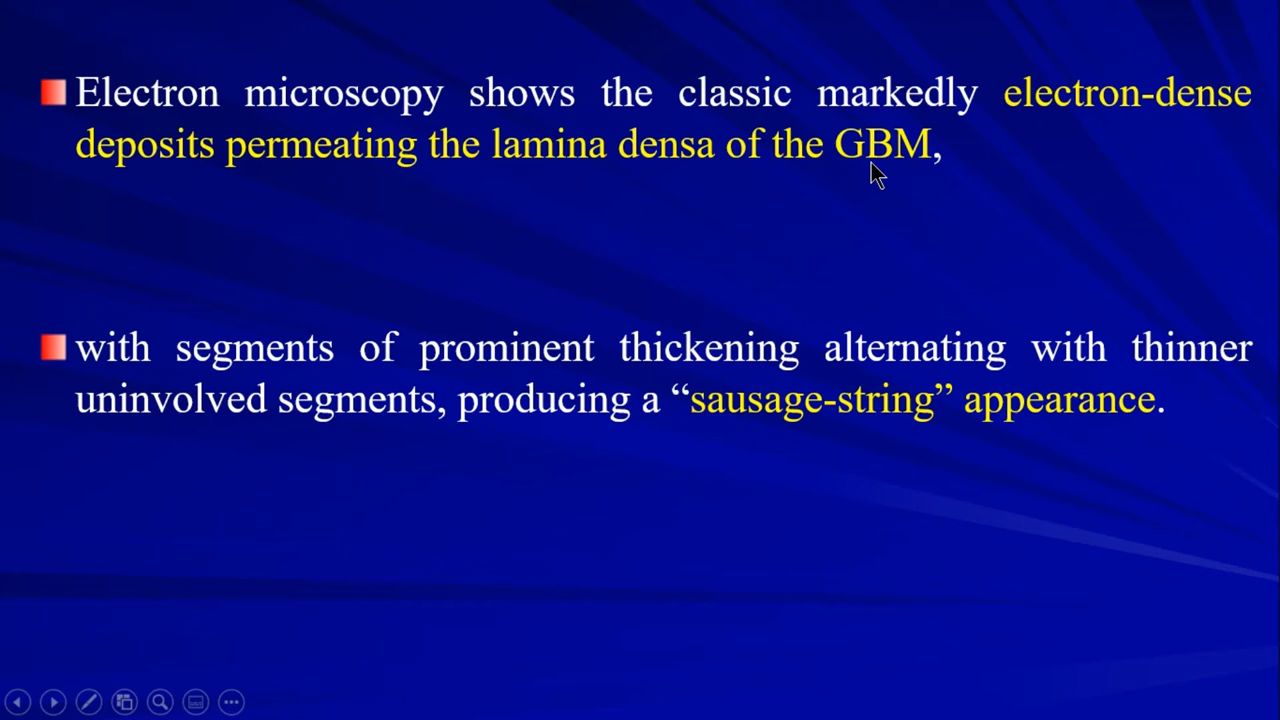 Electron microscopy shows the classic markedly electron-dense
deposits permeating the lamina densa of the GBM,
with segments of prominent thickening alternating with thinner
uninvolved segments, producing a “sausage-string” appearance.